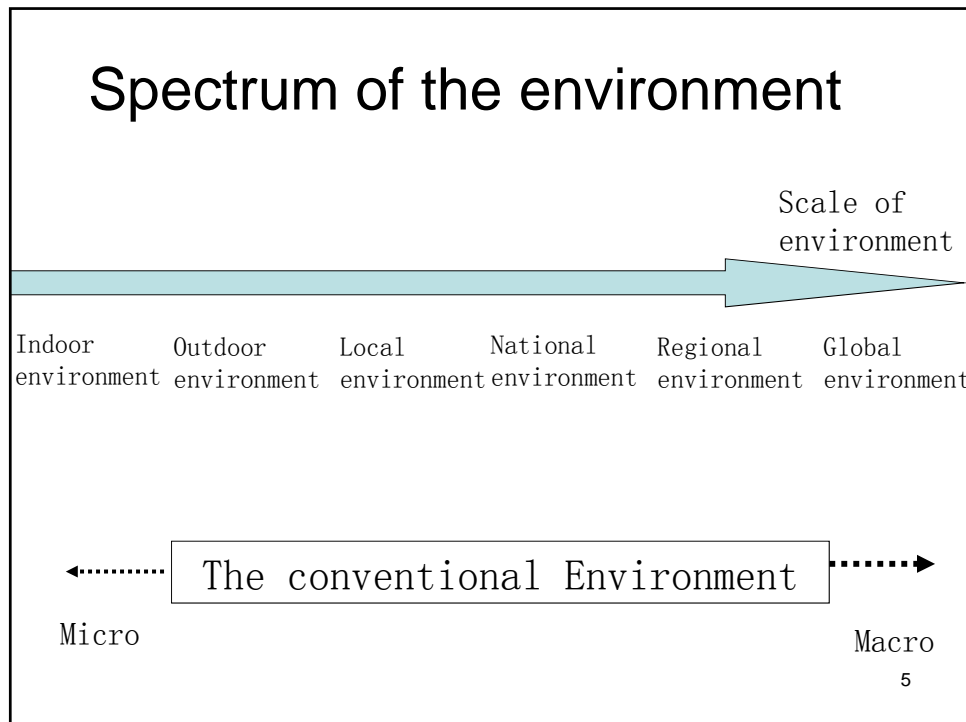 Spectrum of the environment
Scale of
environment
Indoor
environment
Outdoor
environment
Local
environment
National
environment
Regional
environment
Global
environment
The conventional Environment
Micro
Macro
5